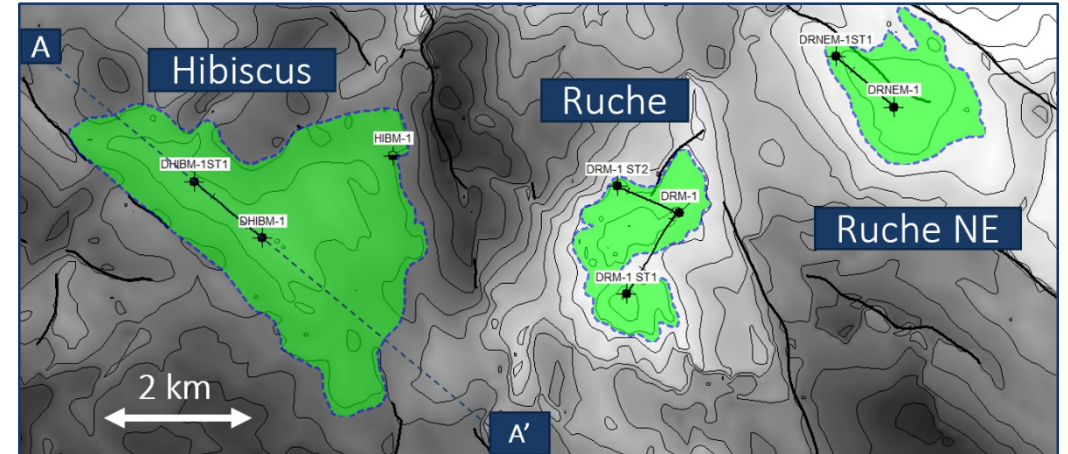 A
Hibiscus
HIBM-1
DHIBM-1ST1
DHIBM-1
2 km
A'
Ruche
DRM-1 ST2
DRM-1
DRM-1 ST1
DRNEM-1ST1
DRNEM-1
Ruche NE